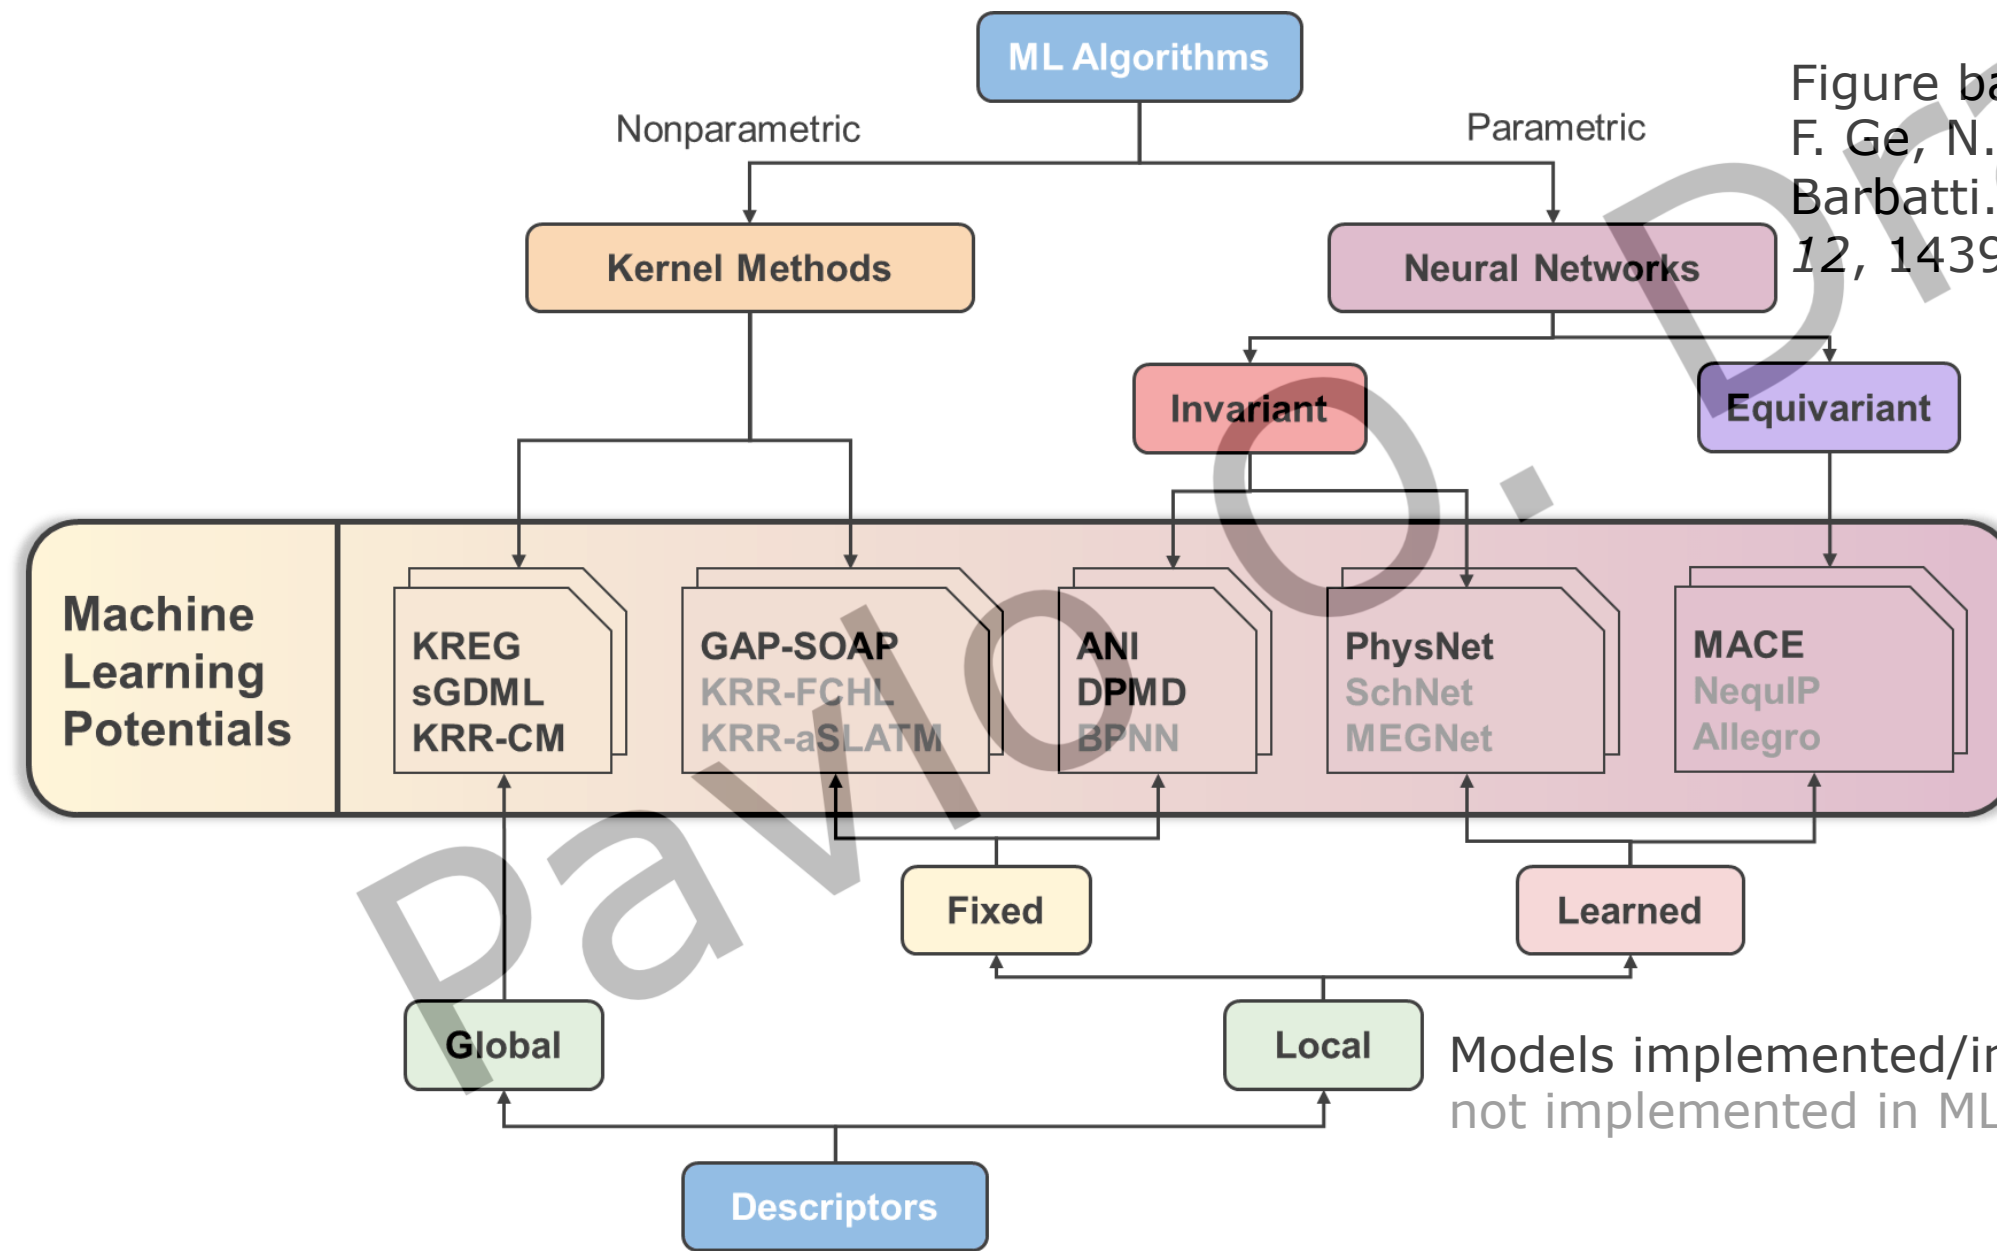 ML Algorithms
Nonparametric
Parametric
Figure
F. Ge, N.
Barbatti.
12, 1439
Kernel Methods
Neural Networks
Invariant
Equivariant
Machine
Learning
Potentials
KREG
sGDML
KRR-CM
GAP-SOAP
KRR-FCHL
KRR-aSLATM
ANI
DPMD
BPNN
PhysNet
SchNet
MEGNet
MACE
NequIP
Allegro
Fixed
Learned
Global
Local
Models implemented/in
not implemented in ML
Descriptors
Pavlo O. Dr